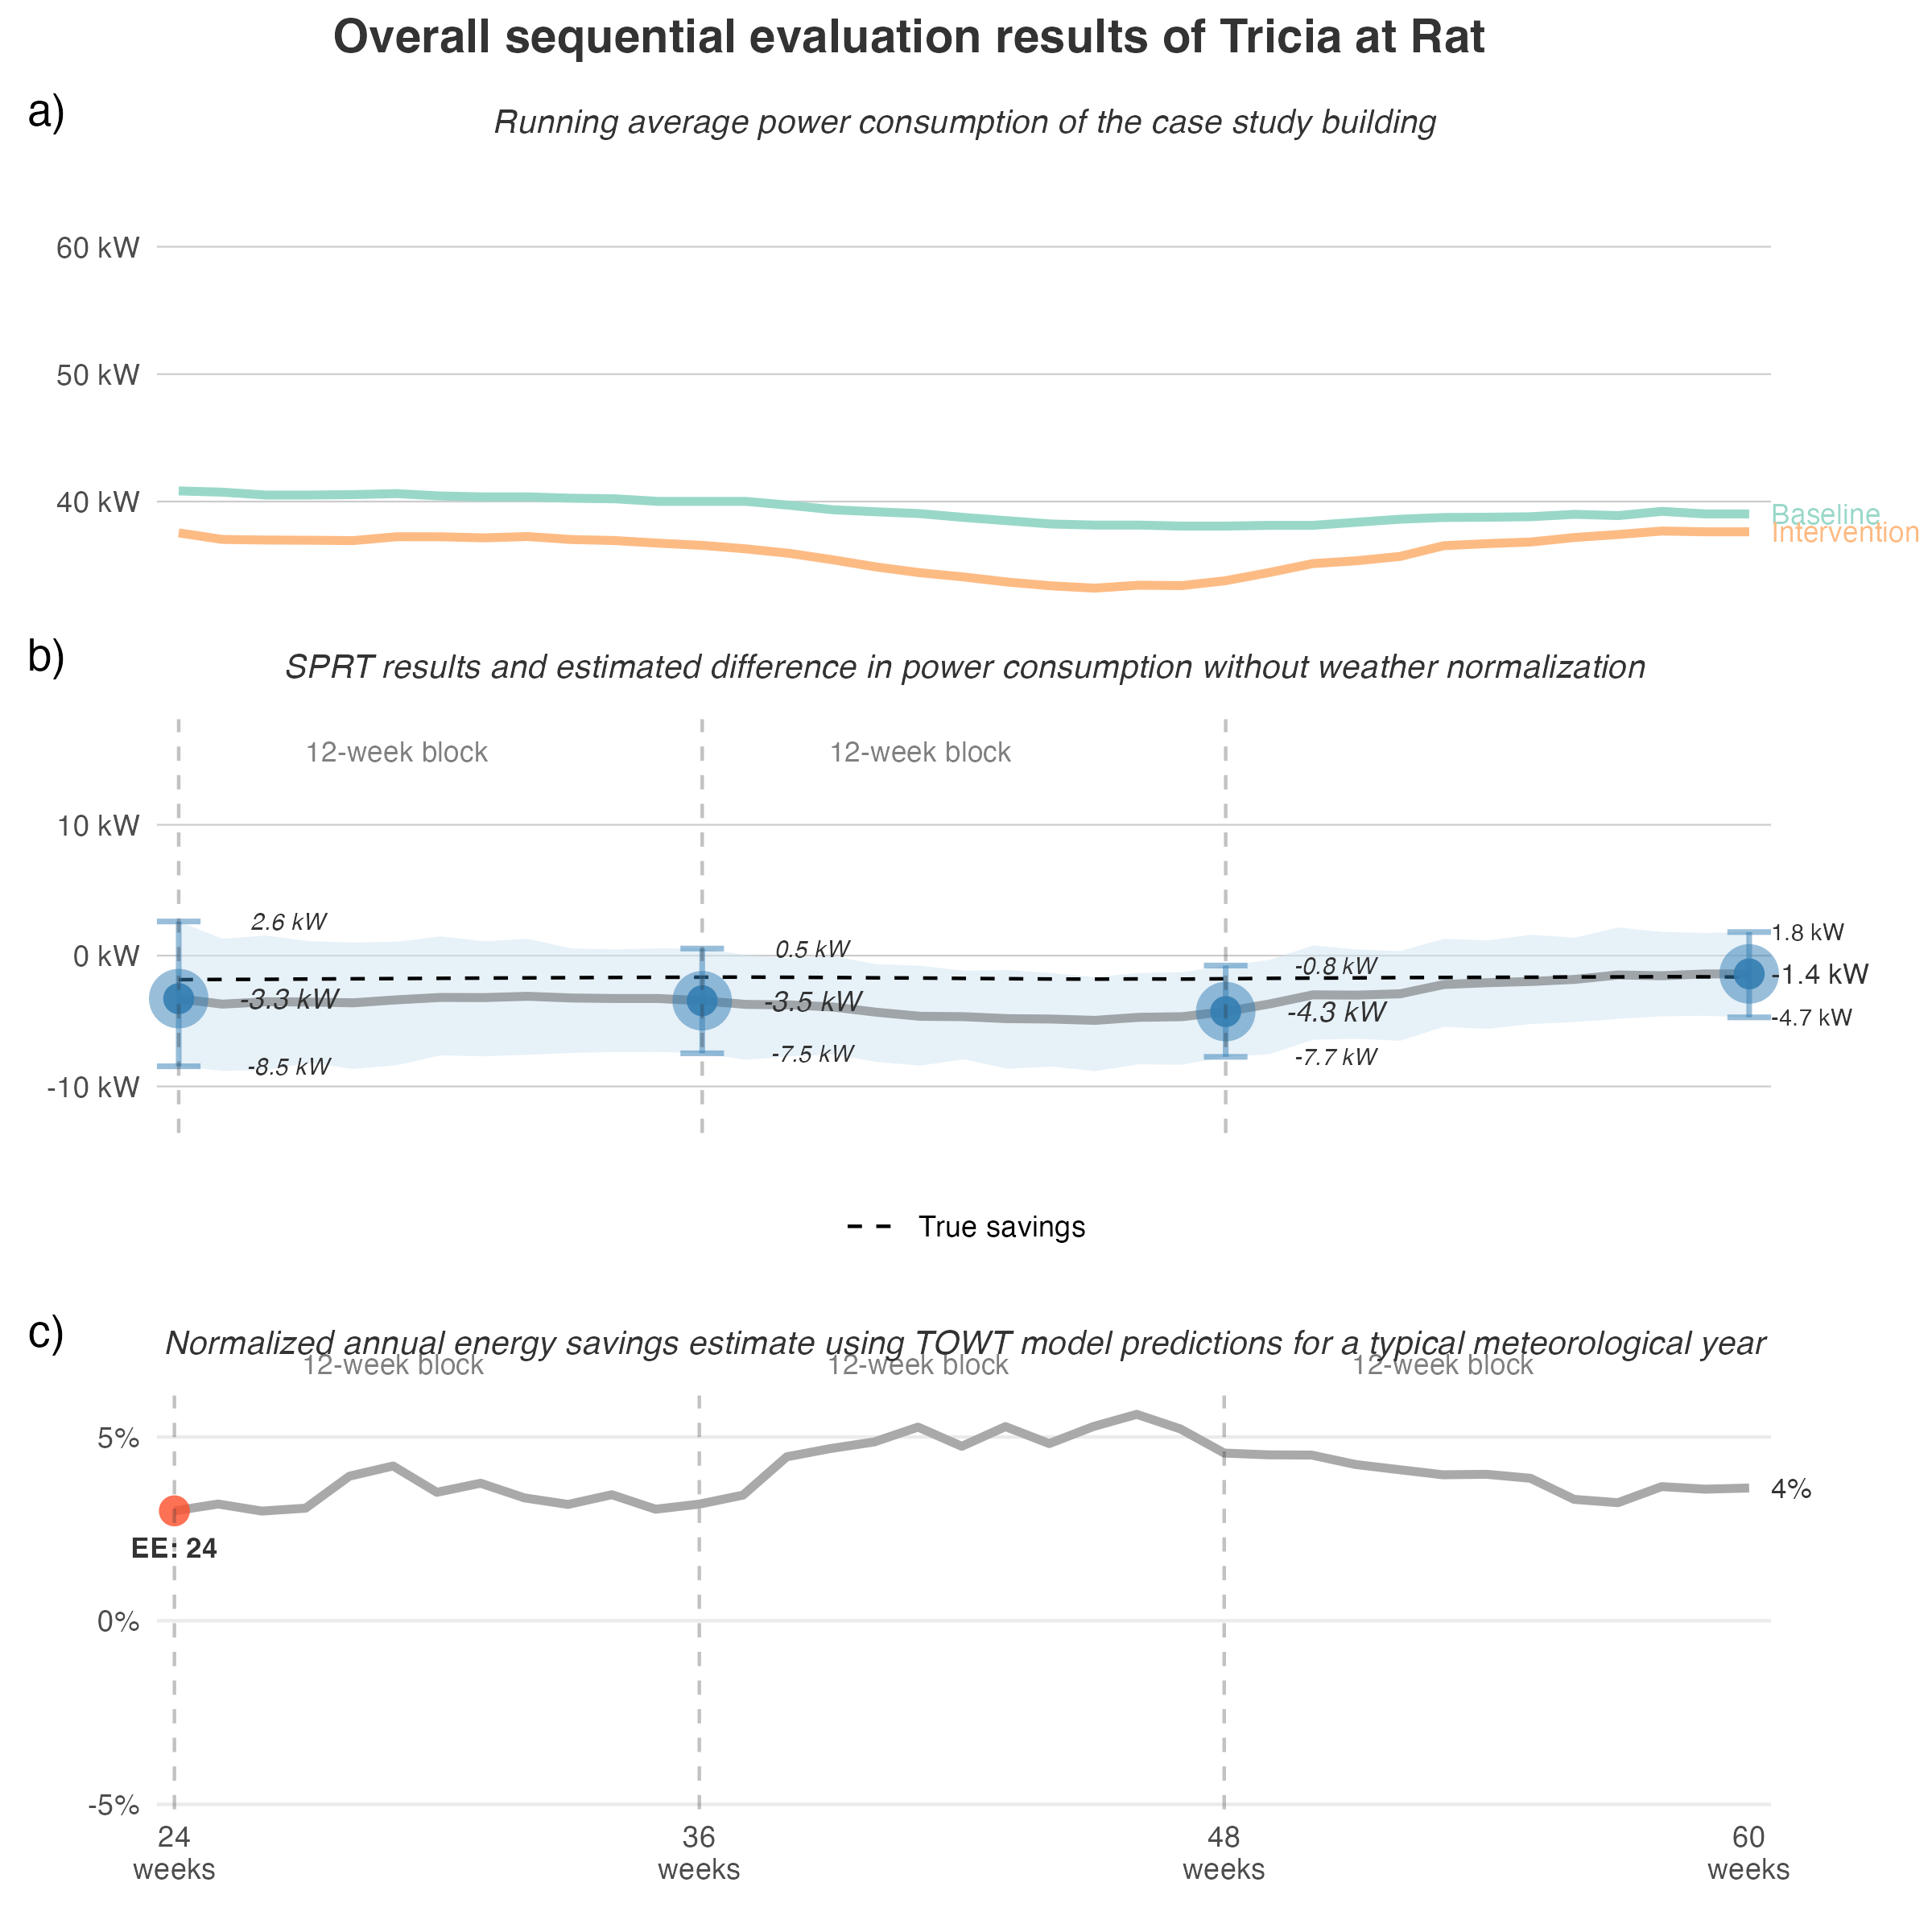 Overall sequential evaluation results of Tricia at Rat
a)
Running average power consumption of the case study building
60 kW
50 kW
40 kW
Baseline
Intervention
b)
SPRT results and estimated difference in power consumption without weather normalization
12-week block
12-week block
10 kW
0 kW
-10 kW
2.6 kW
-3.3 kW
-8.5 kW
0.5 kW
-3.5 kW
-7.5 kW
-0.8 kW
-4.3 kW
-7.7 kW
1.8 kW
-1.4 kW
-4.7 kW
True savings
c)
Normalized annual energy savings estimate using TOWT model predictions for a typical meteorological year
12-week block
12-week block
12-week block
5%
0%
-5%
EE: 24
4%
24
weeks
36
weeks
48
weeks
60
weeks